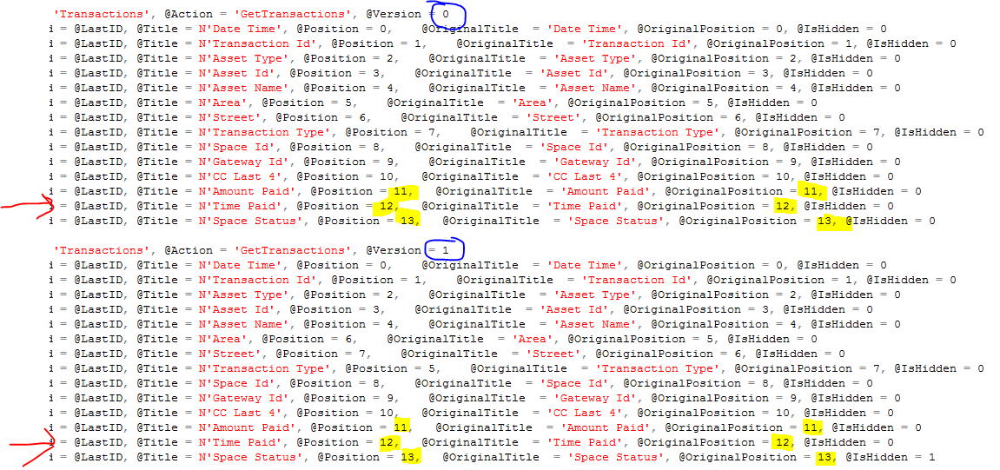 'Transactions', @Action = 'GetTransactions', @Version = 0
i = @LastID, @Title = N'Date Time', @Position = 0, @OriginalTitle = 'Date Time', @OriginalPosition = 0, @IsHidden = 0
i = @LastID, @Title = N'Transaction Id', @Position = 1, @OriginalTitle = 'Transaction Id', @OriginalPosition = 1, @IsHidden = 0
i = @LastID, @Title = N'Asset Type', @Position = 2, @OriginalTitle = 'Asset Type', @OriginalPosition = 2, @IsHidden = 0
i = @LastID, @Title = N'Asset Id', @Position = 3, @OriginalTitle = 'Asset Id', @OriginalPosition = 3, @IsHidden = 0
i = @LastID, @Title = N'Asset Name', @Position = 4, @OriginalTitle = 'Asset Name', @OriginalPosition = 4, @IsHidden = 0
i = @LastID, @Title = N'Area', @Position = 5, @OriginalTitle = 'Area', @OriginalPosition = 5, @IsHidden = 0
i = @LastID, @Title = N'Street', @Position = 6, @OriginalTitle = 'Street', @OriginalPosition = 6, @IsHidden = 0
i = @LastID, @Title = N'Transaction Type', @Position = 7, @OriginalTitle = 'Transaction Type', @OriginalPosition = 7, @IsHidden = 0
i = @LastID, @Title = N'Space Id', @Position = 8, @OriginalTitle = 'Space Id', @OriginalPosition = 8, @IsHidden = 0
i = @LastID, @Title = N'Gateway Id', @Position = 9, @OriginalTitle = 'Gateway Id', @OriginalPosition = 9, @IsHidden = 0
i = @LastID, @Title = N'CC Last 4', @Position = 10, @OriginalTitle = 'CC Last 4', @OriginalPosition = 10, @IsHidden = 0
i = @LastID, @Title = N'Amount Paid', @Position = 11, @OriginalTitle = 'Amount Paid', @OriginalPosition = 11, @IsHidden = 0
i = @LastID, @Title = N'Time Paid', @Position = 12, @OriginalTitle = 'Time Paid', @OriginalPosition = 12, @IsHidden = 0
i = @LastID, @Title = N'Space Status', @Position = 13, @OriginalTitle = 'Space Status', @OriginalPosition = 13, @IsHidden = 0
'Transactions', @Action = 'GetTransactions', @Version = 1
i = @LastID, @Title = N'Date Time', @Position = 0, @OriginalTitle = 'Date Time', @OriginalPosition = 0, @IsHidden = 0
i = @LastID, @Title = N'Transaction Id', @Position = 1, @OriginalTitle = 'Transaction Id', @OriginalPosition = 1, @IsHidden = 0
i = @LastID, @Title = N'Asset Type', @Position = 2, @OriginalTitle = 'Asset Type', @OriginalPosition = 2, @IsHidden = 0
i = @LastID, @Title = N'Asset Id', @Position = 3, @OriginalTitle = 'Asset Id', @OriginalPosition = 3, @IsHidden = 0
i = @LastID, @Title = N'Asset Name', @Position = 4, @OriginalTitle = 'Asset Name', @OriginalPosition = 4, @IsHidden = 0
i = @LastID, @Title = N'Area', @Position = 6, @OriginalTitle = 'Area', @OriginalPosition = 5, @IsHidden = 0
i = @LastID, @Title = N'Street', @Position = 7, @OriginalTitle = 'Street', @OriginalPosition = 6, @IsHidden = 0
i = @LastID, @Title = N'Transaction Type', @Position = 5, @OriginalTitle = 'Transaction Type', @OriginalPosition = 7, @IsHidden = 0
i = @LastID, @Title = N'Space Id', @Position = 8, @OriginalTitle = 'Space Id', @OriginalPosition = 8, @IsHidden = 0
i = @LastID, @Title = N'Gateway Id', @Position = 9, @OriginalTitle = 'Gateway Id', @OriginalPosition = 9, @IsHidden = 0
i = @LastID, @Title = N'CC Last 4', @Position = 10, @OriginalTitle = 'CC Last 4', @OriginalPosition = 10, @IsHidden = 0
i = @LastID, @Title = N'Amount Paid', @Position = 11, @OriginalTitle = 'Amount Paid', @OriginalPosition = 11, @IsHidden = 0
i = @LastID, @Title = N'Time Paid', @Position = 12, @OriginalTitle = 'Time Paid', @OriginalPosition = 12, @IsHidden = 0
i = @LastID, @Title = N'Space Status', @Position = 13, @OriginalTitle = 'Space Status', @OriginalPosition = 13, @IsHidden = 1